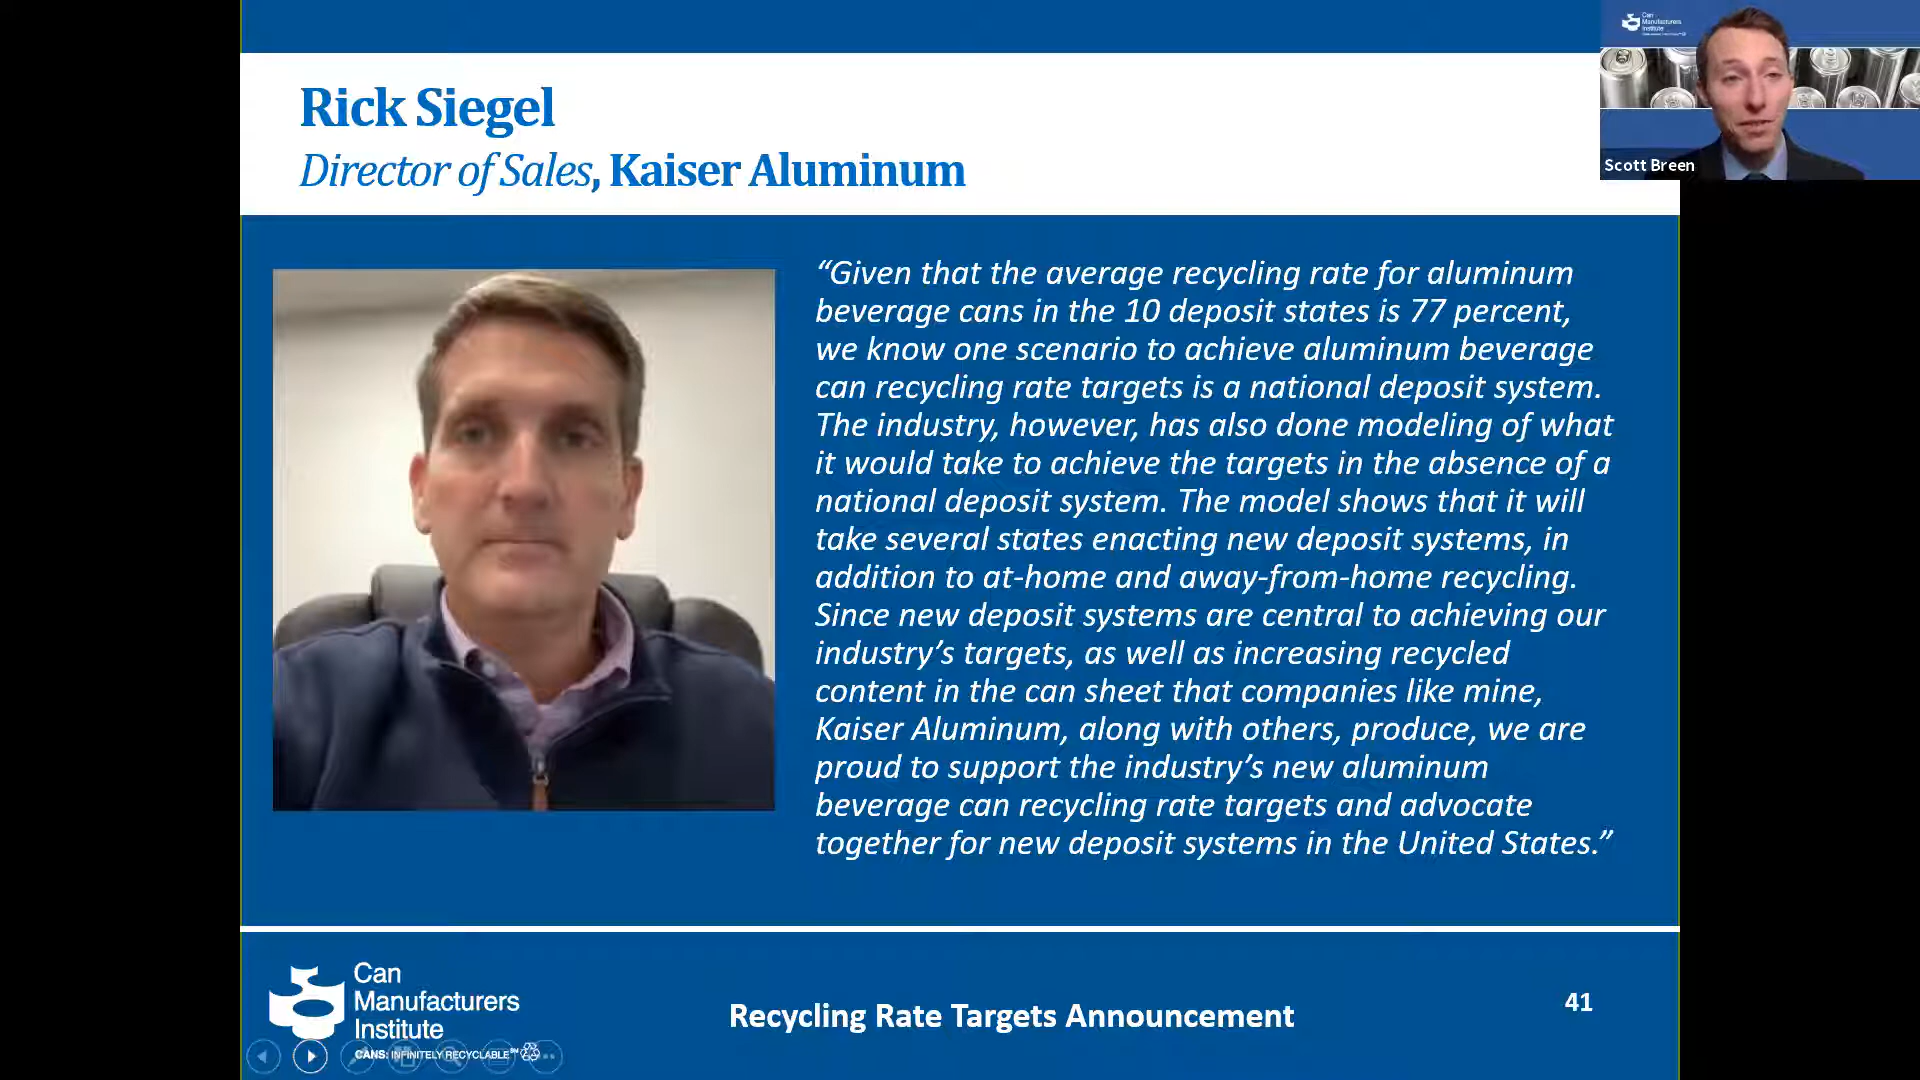 Rick Siegel
Director of Sales, Kaiser Aluminum
“Given that the average recycling rate for aluminum
beverage cans in the 10 deposit states is 77 percent,
we know one scenario to achieve aluminum beverage
can recycling rate targets is a national deposit system.
The industry, however, has also done modeling of what
it would take to achieve the targets in the absence of a
national deposit system. The model shows that it will
take several states enacting new deposit systems, in
addition to at-home and away-from-home recycling.
Since new deposit systems are central to achieving our
industry’s targets, as well as increasing recycled
content in the can sheet that companies like mine,
Kaiser Aluminum, along with others, produce, we are
proud to support the industry’s new aluminum
beverage can recycling rate targets and advocate
together for new deposit systems in the United States.”
Can
Manufacturers
Institute
CANS: INFINITELY RECYCLABLE℠
Recycling Rate Targets Announcement
41
Can
Manufacturers
Institute
Scott Breen